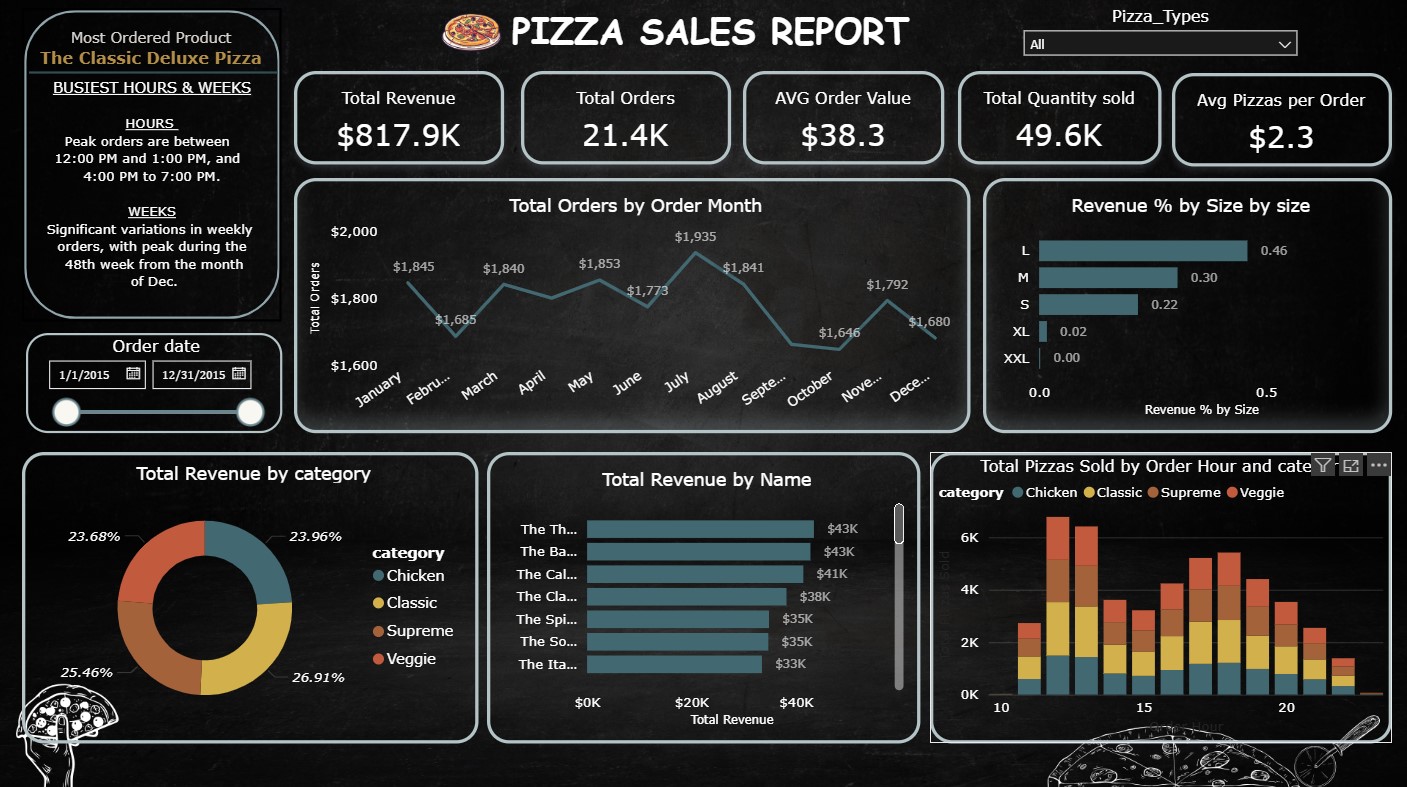 Most Ordered Product
The Classic Deluxe Pizza
BUSIEST HOURS & WEEKS
HOURS
Peak orders are between
12:00 PM and 1:00 PM, and
4:00 PM to 7:00 PM.
WEEKS
Significant variations in weekly
orders, with peak during the
48th week from the month
of Dec.
Order date
1/1/2015
12/31/2015
PIZZA SALES REPORT
Pizza_Types
All
Total Revenue
$817.9K
Total Orders
21.4K
AVG Order Value
$38.3
Total Quantity sold
49.6K
Avg Pizzas per Order
$2.3
Total Orders by Order Month
Total Orders
$2,000
$1,800
$1,600
$1,845
$1,685
$1,840
$1,853
$1,773
$1,935
$1,841
$1,646
$1,792
$1,680
January
Febru...
March
April
May
June
July
August
Septe...
October
Nove...
Dece...
Revenue % by Size by size
L 0.46
M 0.30
S 0.22
XL 0.02
XXL 0.00
0.0 0.5
Revenue % by Size
Total Revenue by category
23.68%
23.96%
25.46%
26.91%
category
Chicken
Classic
Supreme
Veggie
Total Revenue by Name
The Th... $43K
The Ba... $43K
The Cal... $41K
The Cla... $38K
The Spi... $35K
The So... $35K
The Ita... $33K
$0K $20K $40K
Total Revenue
Total Pizzas Sold by Order Hour and
category Chicken Classic Supreme Veggie
6K
4K
2K
0K
10 15 20
Order Hour